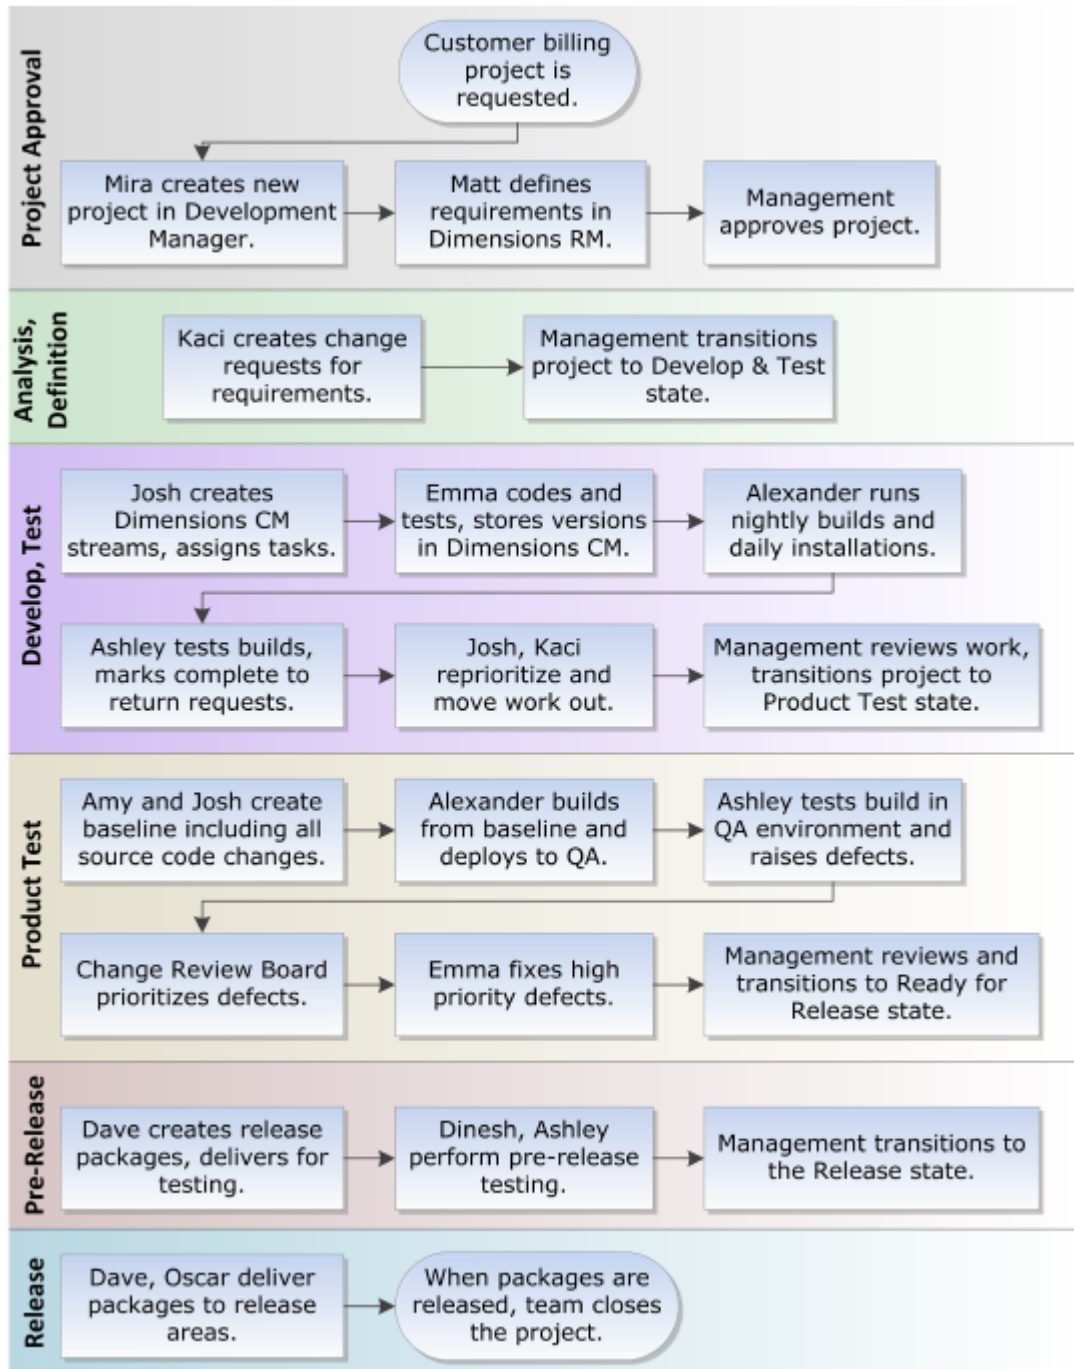 Project Approval
Customer billing
project is
requested.
Mira creates new
project in Development
Manager.
Matt defines
requirements in
Dimensions RM.
Management
approves project.
Analysis,
Definition
Kaci creates change
requests for
requirements.
Management transitions
project to Develop & Test
state.
Develop, Test
Josh creates
Dimensions CM
streams, assigns tasks.
Emma codes and
tests, stores versions
in Dimensions CM.
Alexander runs
nightly builds and
daily installations.
Ashley tests builds,
marks complete to
return requests.
Josh, Kaci
reprioritize and
move work out.
Management reviews work,
transitions project to
Product Test state.
Product Test
Amy and Josh create
baseline including all
source code changes.
Alexander builds
from baseline and
deploys to QA.
Ashley tests build in
QA environment and
raises defects.
Change Review Board
prioritizes defects.
Emma fixes high
priority defects.
Management reviews and
transitions to Ready for
Release state.
Pre-Release
Dave creates release
packages, delivers for
testing.
Dinesh, Ashley
perform pre-release
testing.
Management transitions to
the Release state.
Release
Dave, Oscar deliver
packages to release
areas.
When packages are
released, team closes
the project.